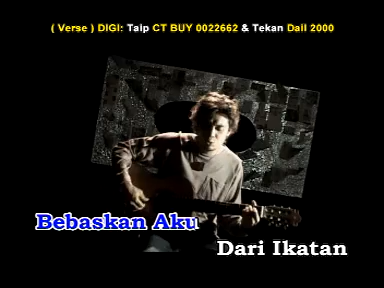 ( Verse ) DIGI: Taip CT BUY 0022662 & Tekan Dail 2000
Bebaskan Aku
Dari Ikatan